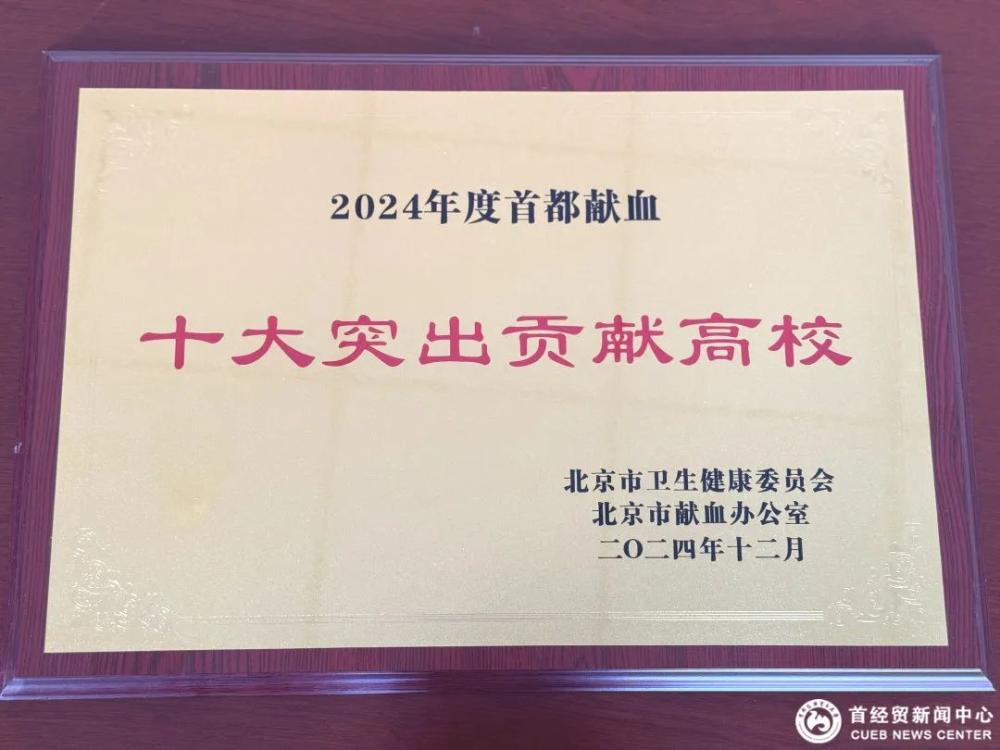 2024年度首都献血
十大突出贡献高校
北京市卫生健康委员会
北京市献血办公室
二〇二四年十二月
首经贸新闻中心
CUEB NEWS CENTER